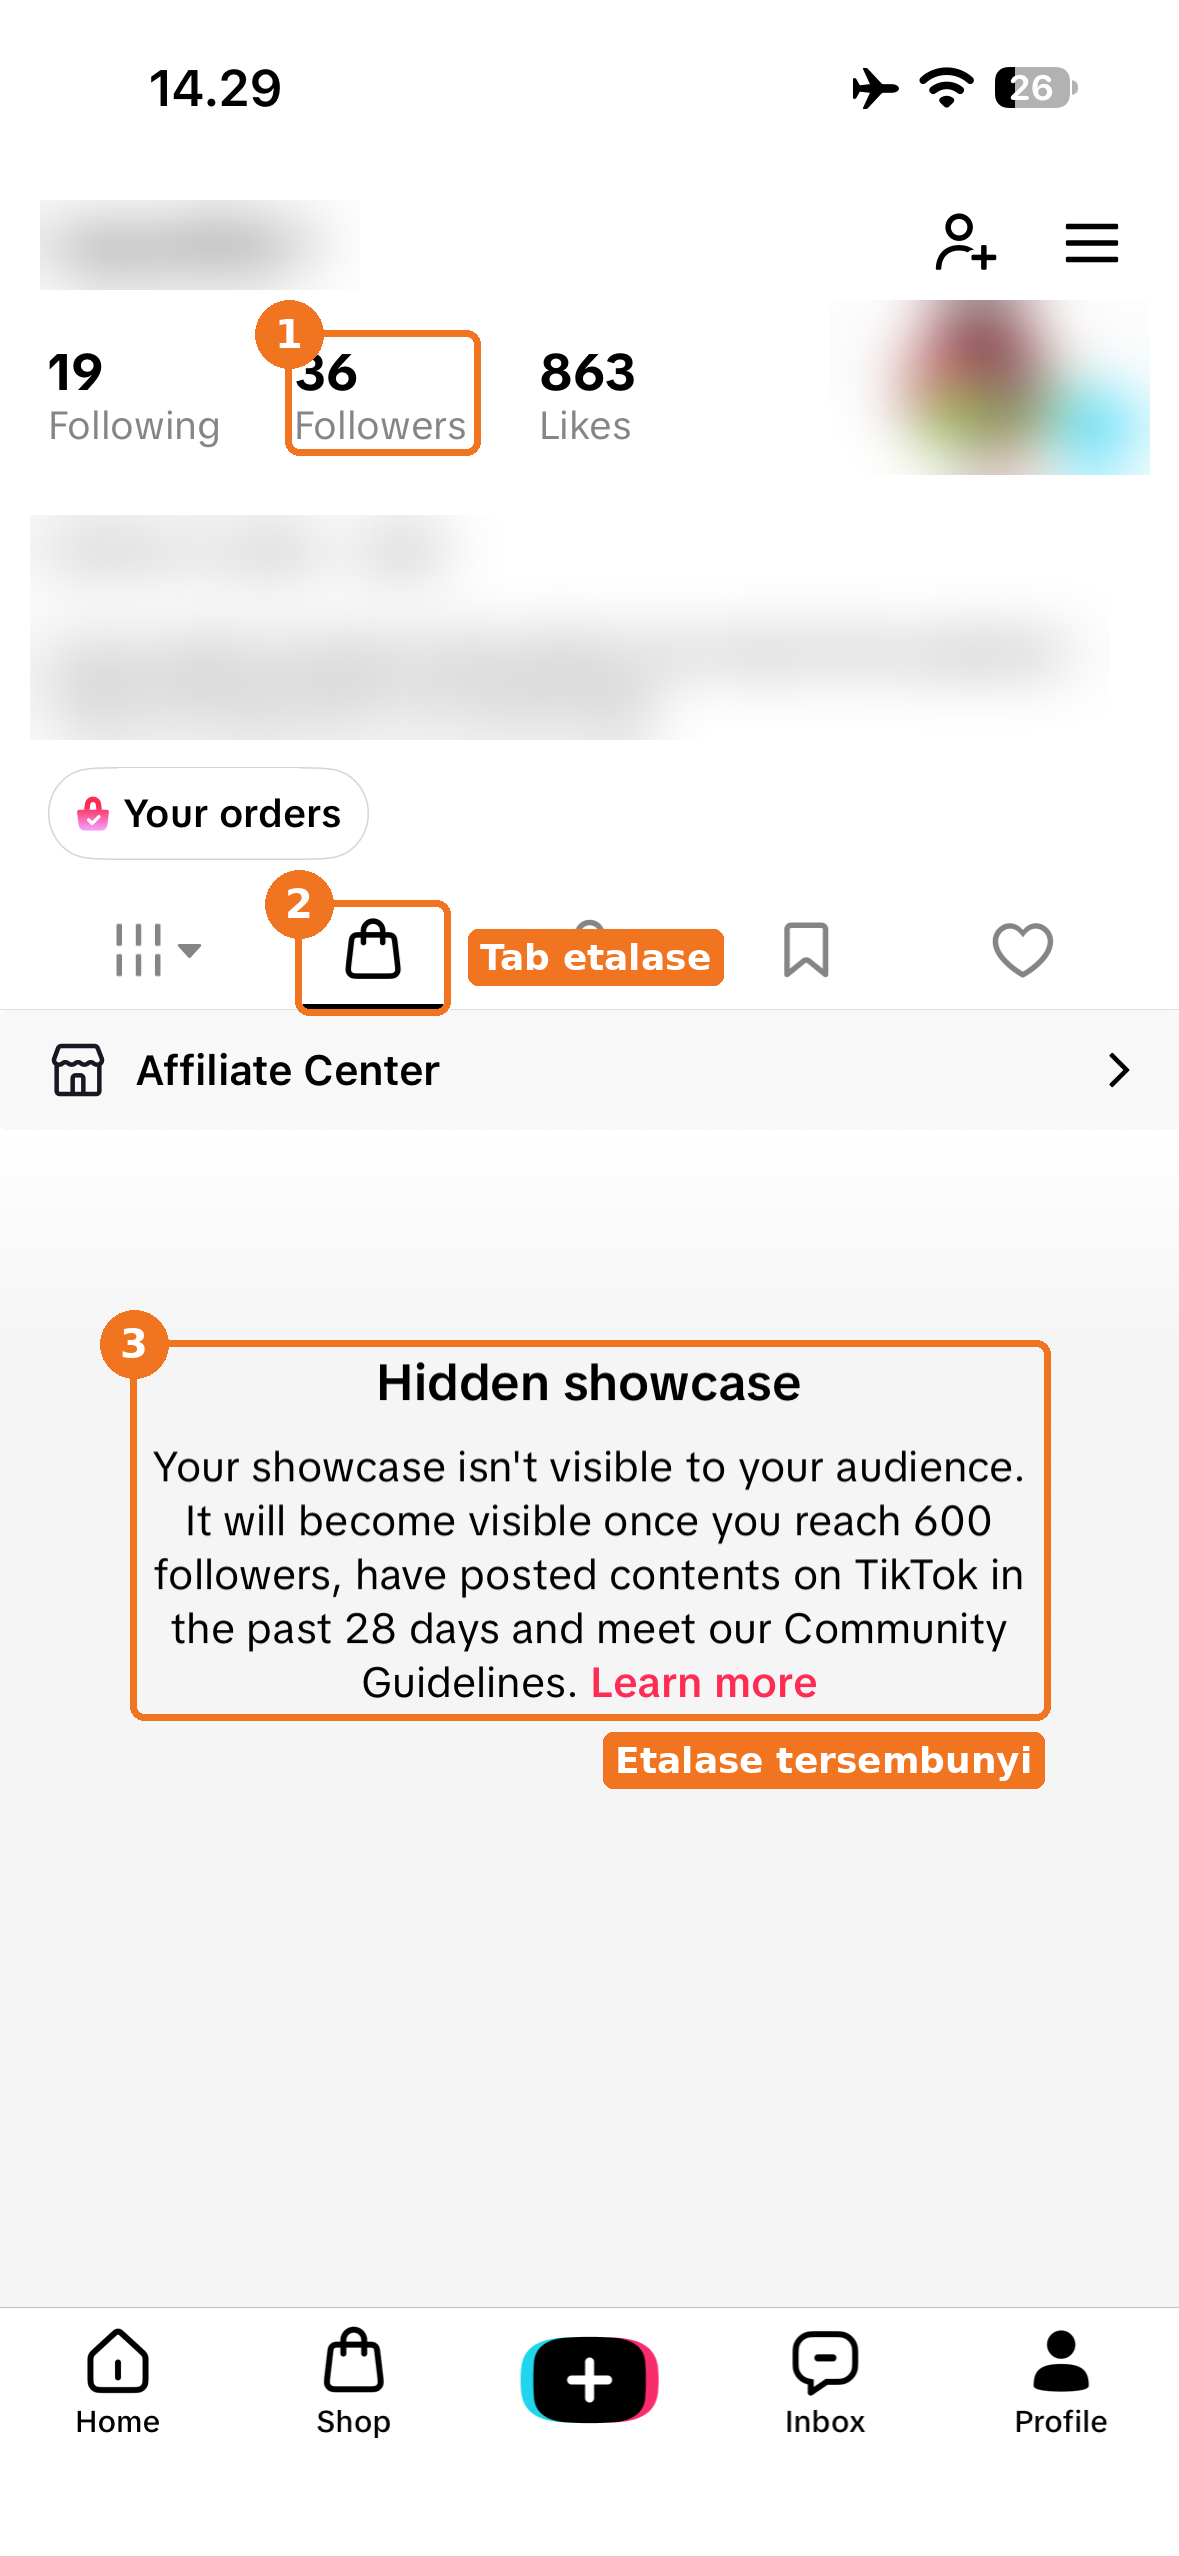 14.29
26
1
19
36
863
Following
Followers
Likes
Your orders
2
Tab etalase
Affiliate Center
3
Hidden showcase
Your showcase isn't visible to your audience.
It will become visible once you reach 600
followers, have posted contents on TikTok in
the past 28 days and meet our Community
Guidelines. Learn more
Etalase tersembunyi
Home
Shop
Inbox
Profile